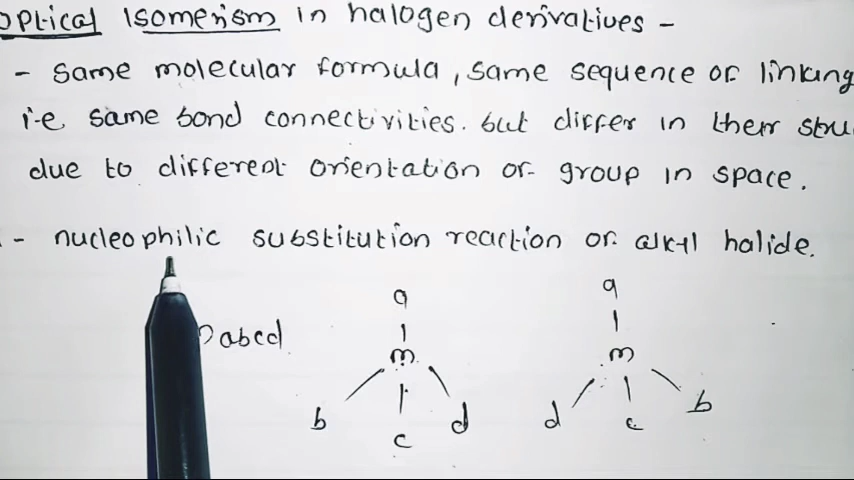 optical Isomerism in halogen derivatives -
- same molecular formula, same sequence of linking
i.e same bond connectivities. but differ in their stru
due to different orientation of group in space.
- nucleophilic substitution reaction of alkyl halide.
abcd
a a
m m
b c d d c b